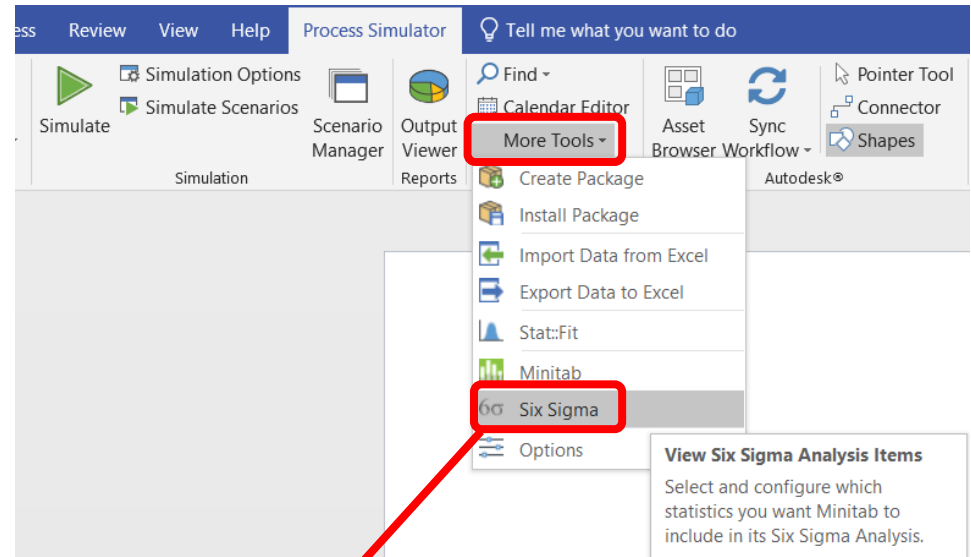 ess Review View Help Process Simulator Tell me what you want to do
Simulate
Simulation Options
Simulate Scenarios
Scenario
Manager
Simulation
Output
Viewer
Reports
Find
Calendar Editor
More Tools
Asset
Browser
Sync
Workflow
Pointer Tool
Connector
Shapes
Autodesk®
Create Package
Install Package
Import Data from Excel
Export Data to Excel
Stat::Fit
Minitab
6σ Six Sigma
Options
View Six Sigma Analysis Items
Select and configure which
statistics you want Minitab to
include in its Six Sigma Analysis.